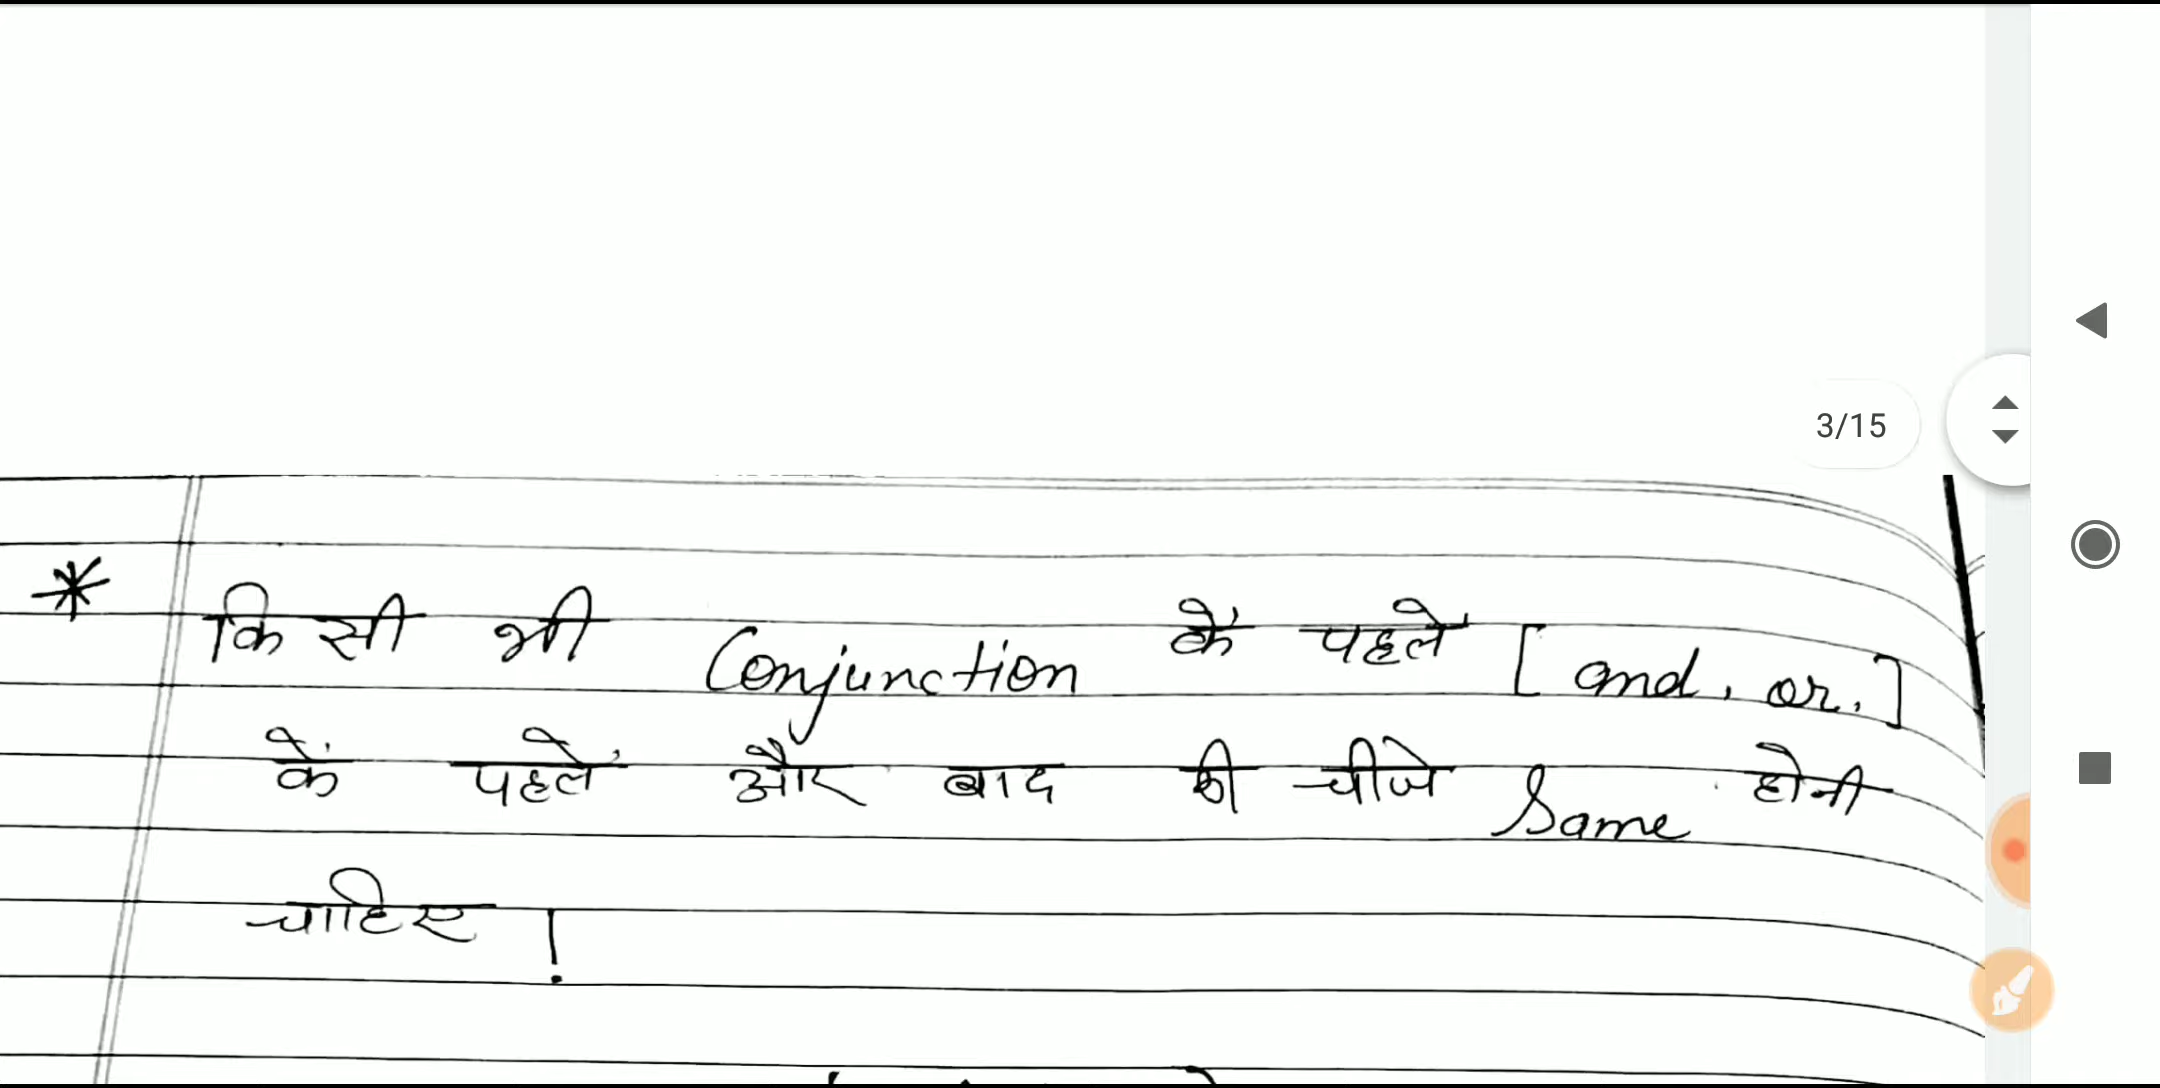 3/15
* किसी भी Conjunction के पहले [and, or.]
के पहले और बाद की चीजे Same होनी
चाहिए!